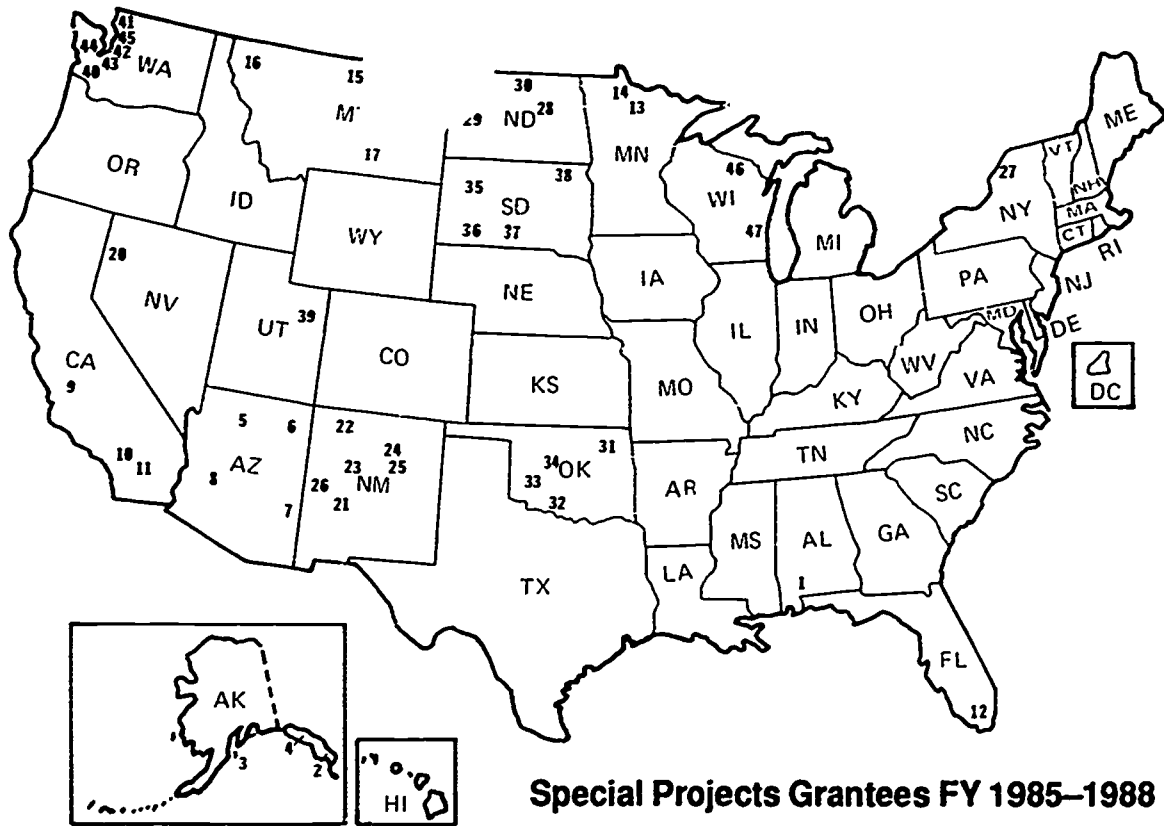 41
45
44 42
43
40 WA
16
15
M
17
30
29 ND 28
14
13
MN
ME
OR
ID
WY
35
38
SD
36 37
46
WI
47
MI
27
VT
NH
NY
MA
CT
RI
20
NV
UT
39
CO
NE
IA
IL
IN
OH
PA
NJ
MD
DE
DC
CA
9
10
11
KS
MO
KY
WV
VA
5
6
AZ
8
7
22
24
23
25
26
NM
21
31
34
OK
33
32
AR
TN
NC
SC
MS
AL
1
GA
LA
TX
FL
12
AK
3
4
2
HI
Special Projects Grantees FY 1985–1988